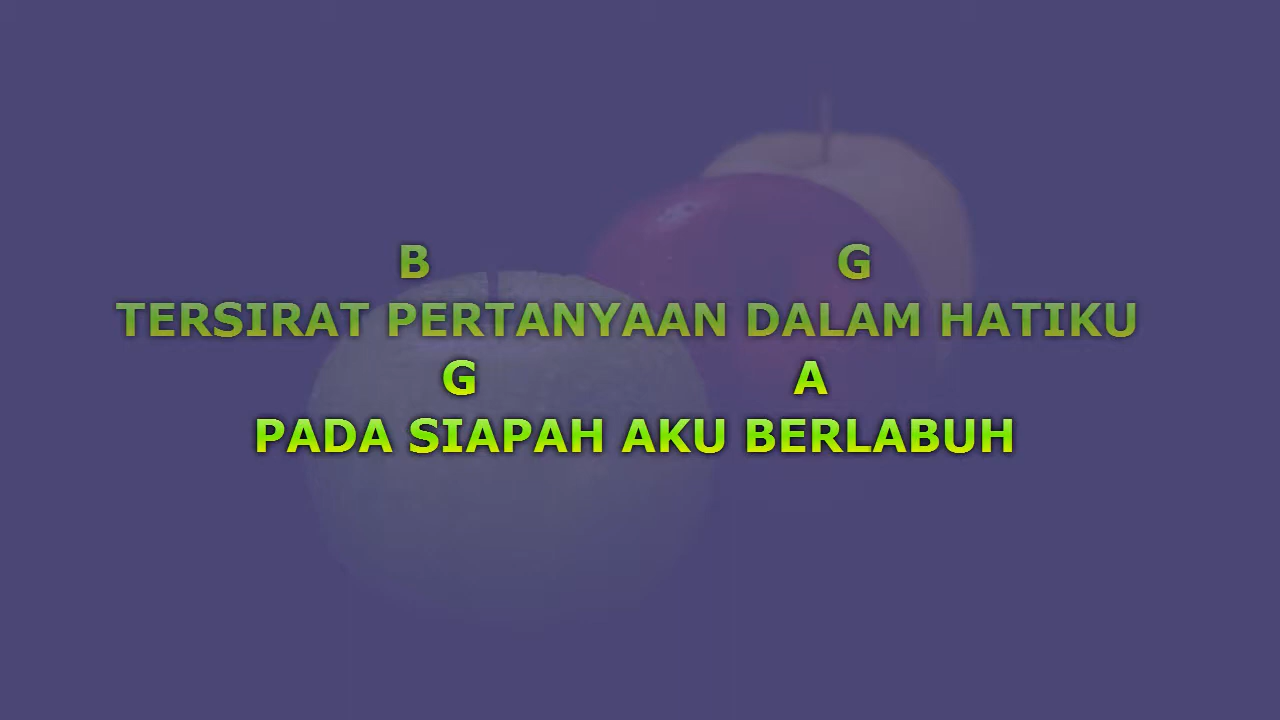 B G
TERSIRAT PERTANYAAN DALAM HATIKU
G A
PADA SIAPAH AKU BERLABUH